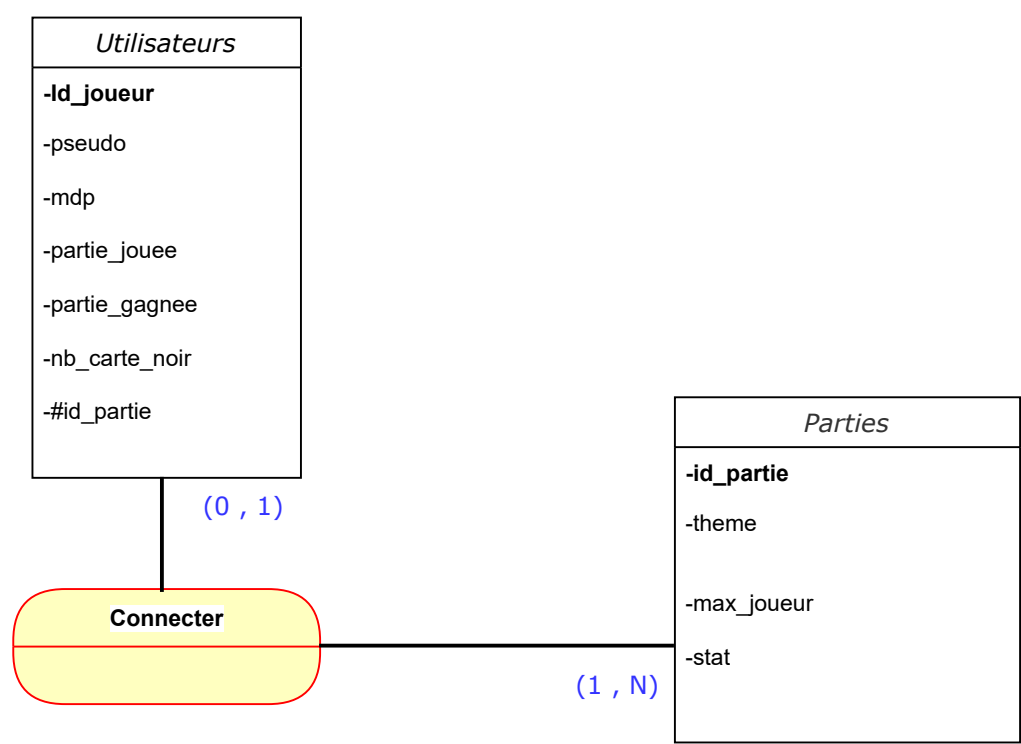 Utilisateurs
-Id_joueur
-pseudo
-mdp
-partie_jouee
-partie_gagnee
-nb_carte_noir
-#id_partie
(0 , 1)
Connecter
(1 , N)
Parties
-id_partie
-theme
-max_joueur
-stat